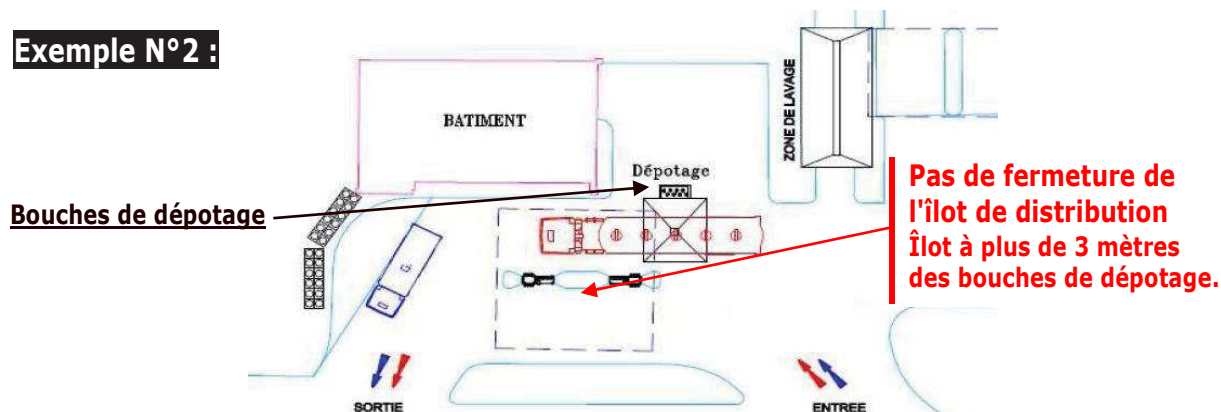 Exemple N°2 :
BATIMENT
ZONE DE LAVAGE
Dépotage
Bouches de dépotage
Pas de fermeture de
l'îlot de distribution
Îlot à plus de 3 mètres
des bouches de dépotage.
G
SORTIE
ENTREE